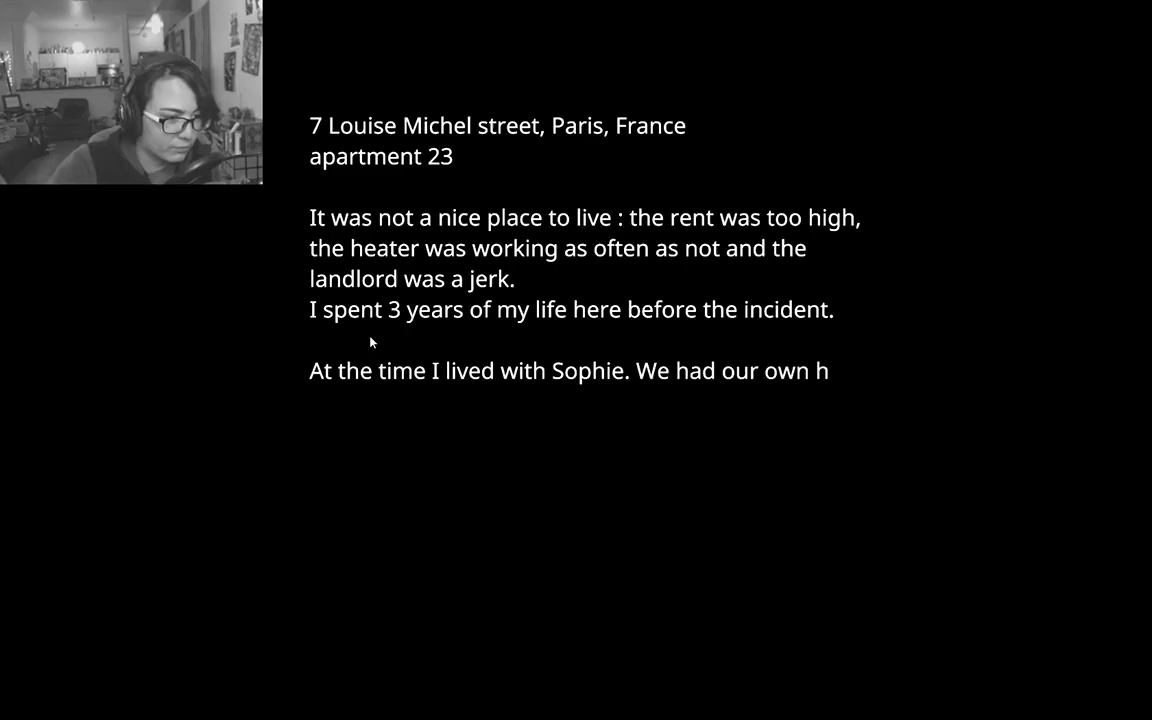 7 Louise Michel street, Paris, France
apartment 23
It was not a nice place to live : the rent was too high,
the heater was working as often as not and the
landlord was a jerk.
I spent 3 years of my life here before the incident.
At the time I lived with Sophie. We had our own h